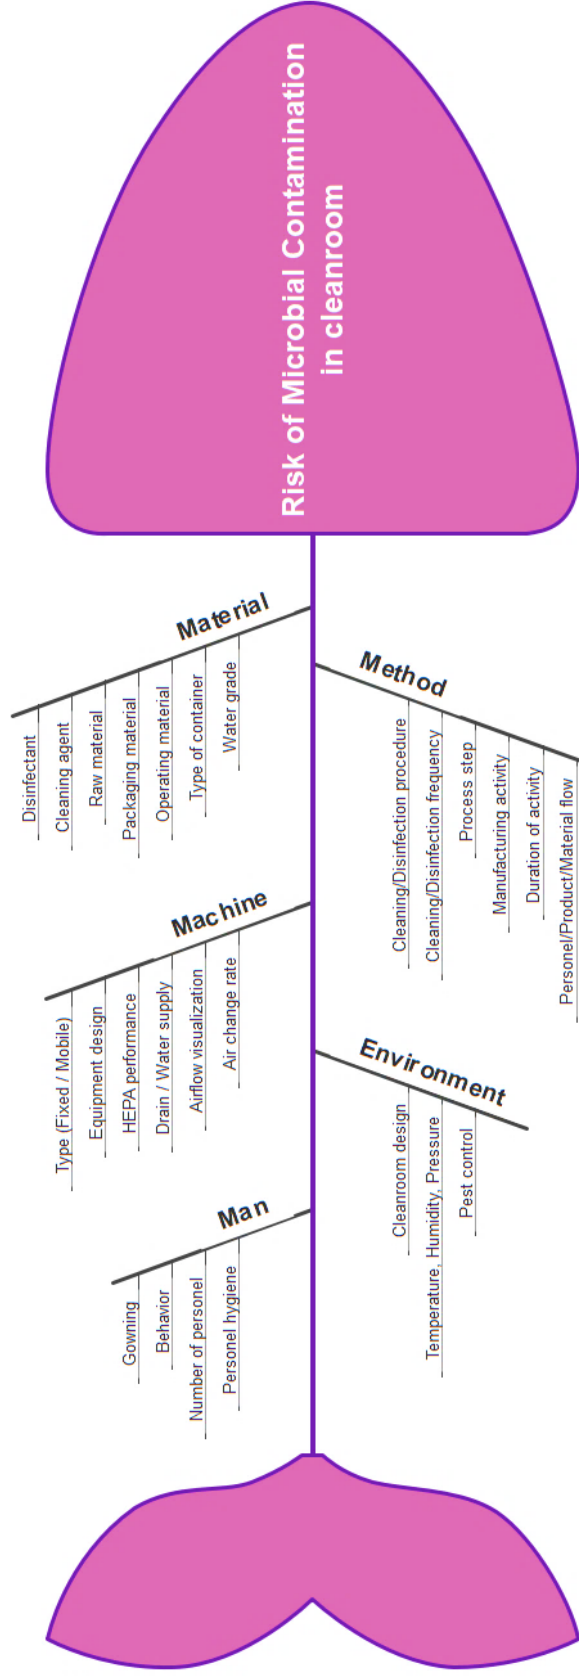 Risk of Microbial Contamination
in cleanroom
Man
Gowning
Behavior
Number of personel
Personel hygiene
Machine
Type (Fixed / Mobile)
Equipment design
HEPA performance
Drain / Water supply
Airflow visualization
Air change rate
Material
Disinfectant
Cleaning agent
Raw material
Packaging material
Operating material
Type of container
Water grade
Environment
Cleanroom design
Temperature, Humidity, Pressure
Pest control
Method
Cleaning/Disinfection procedure
Cleaning/Disinfection frequency
Process step
Manufacturing activity
Duration of activity
Personel/Product/Material flow